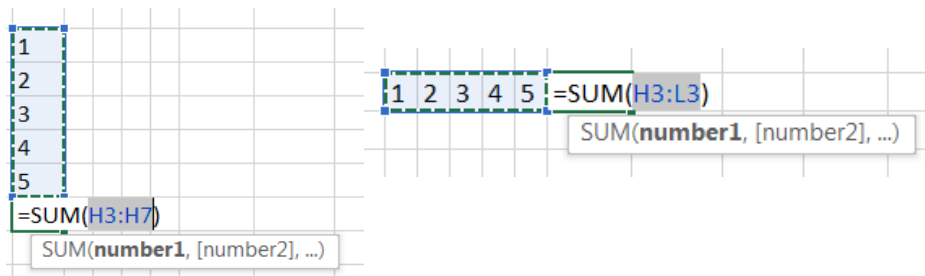 1
2
3
4
5
=SUM(H3:H7)
SUM(number1, [number2], ...)
1 2 3 4 5 =SUM(H3:L3)
SUM(number1, [number2], ...)